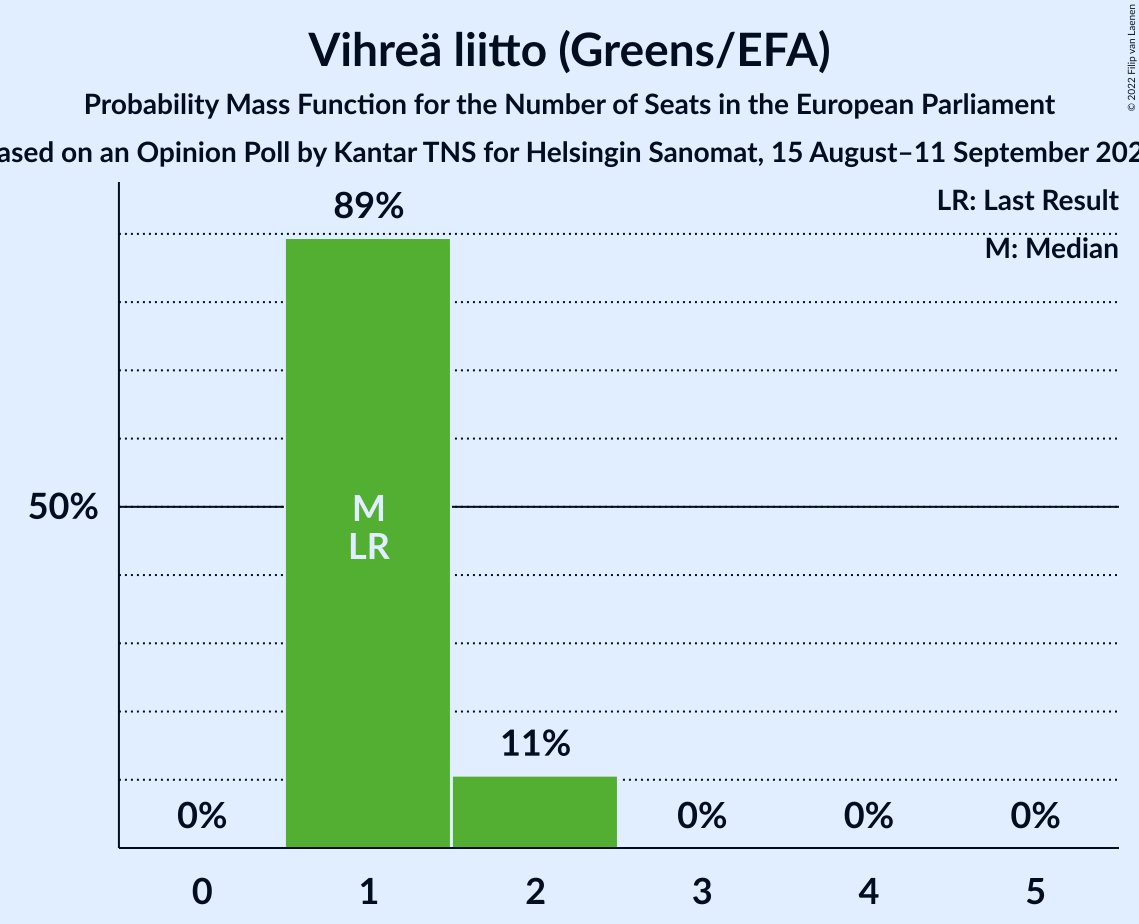 Vihreä liitto (Greens/EFA)
Probability Mass Function for the Number of Seats in the European Parliament
ased on an Opinion Poll by Kantar TNS for Helsingin Sanomat, 15 August–11 September 202
© 2022 Filip van Laenen
LR: Last Result
M: Median
89%
50%
M
LR
11%
0%
0%
0%
0%
0
1
2
3
4
5